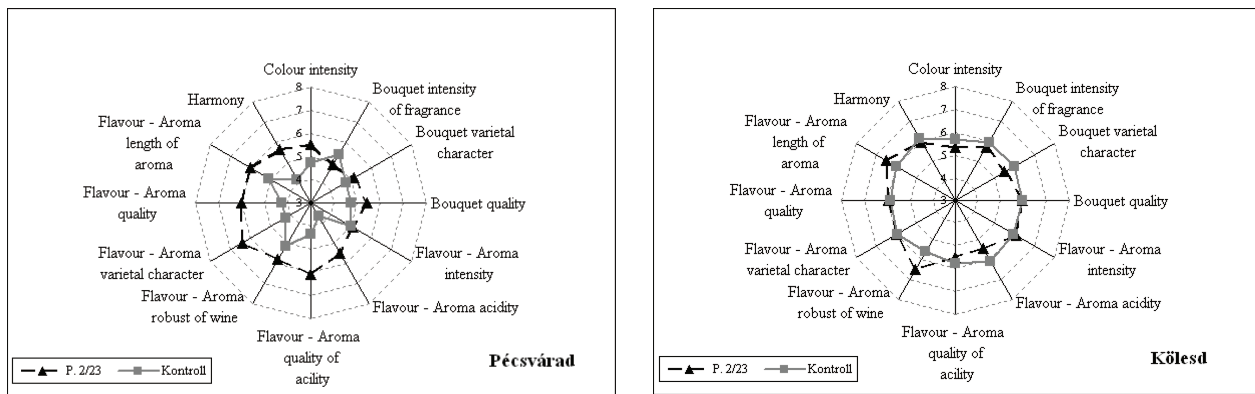 Colour intensity
8
7
6
5
4
3
Bouquet intensity
of fragrance
Bouquet varietal
character
Bouquet quality
Flavour - Aroma
intensity
Flavour - Aroma acidity
Flavour - Aroma
quality of
acility
Flavour - Aroma
robust of wine
Flavour - Aroma
varietal character
Flavour - Aroma
quality
Flavour - Aroma
length of
aroma
Harmony
P. 2/23
Kontroll
Pécsvárad
Colour intensity
8
7
6
5
4
3
Bouquet intensity
of fragrance
Bouquet varietal
character
Bouquet quality
Flavour - Aroma
intensity
Flavour - Aroma acidity
Flavour - Aroma
quality of
acility
Flavour - Aroma
robust of wine
Flavour - Aroma
varietal character
Flavour - Aroma
quality
Flavour - Aroma
length of
aroma
Harmony
P. 2/23
Kontroll
Kölesd